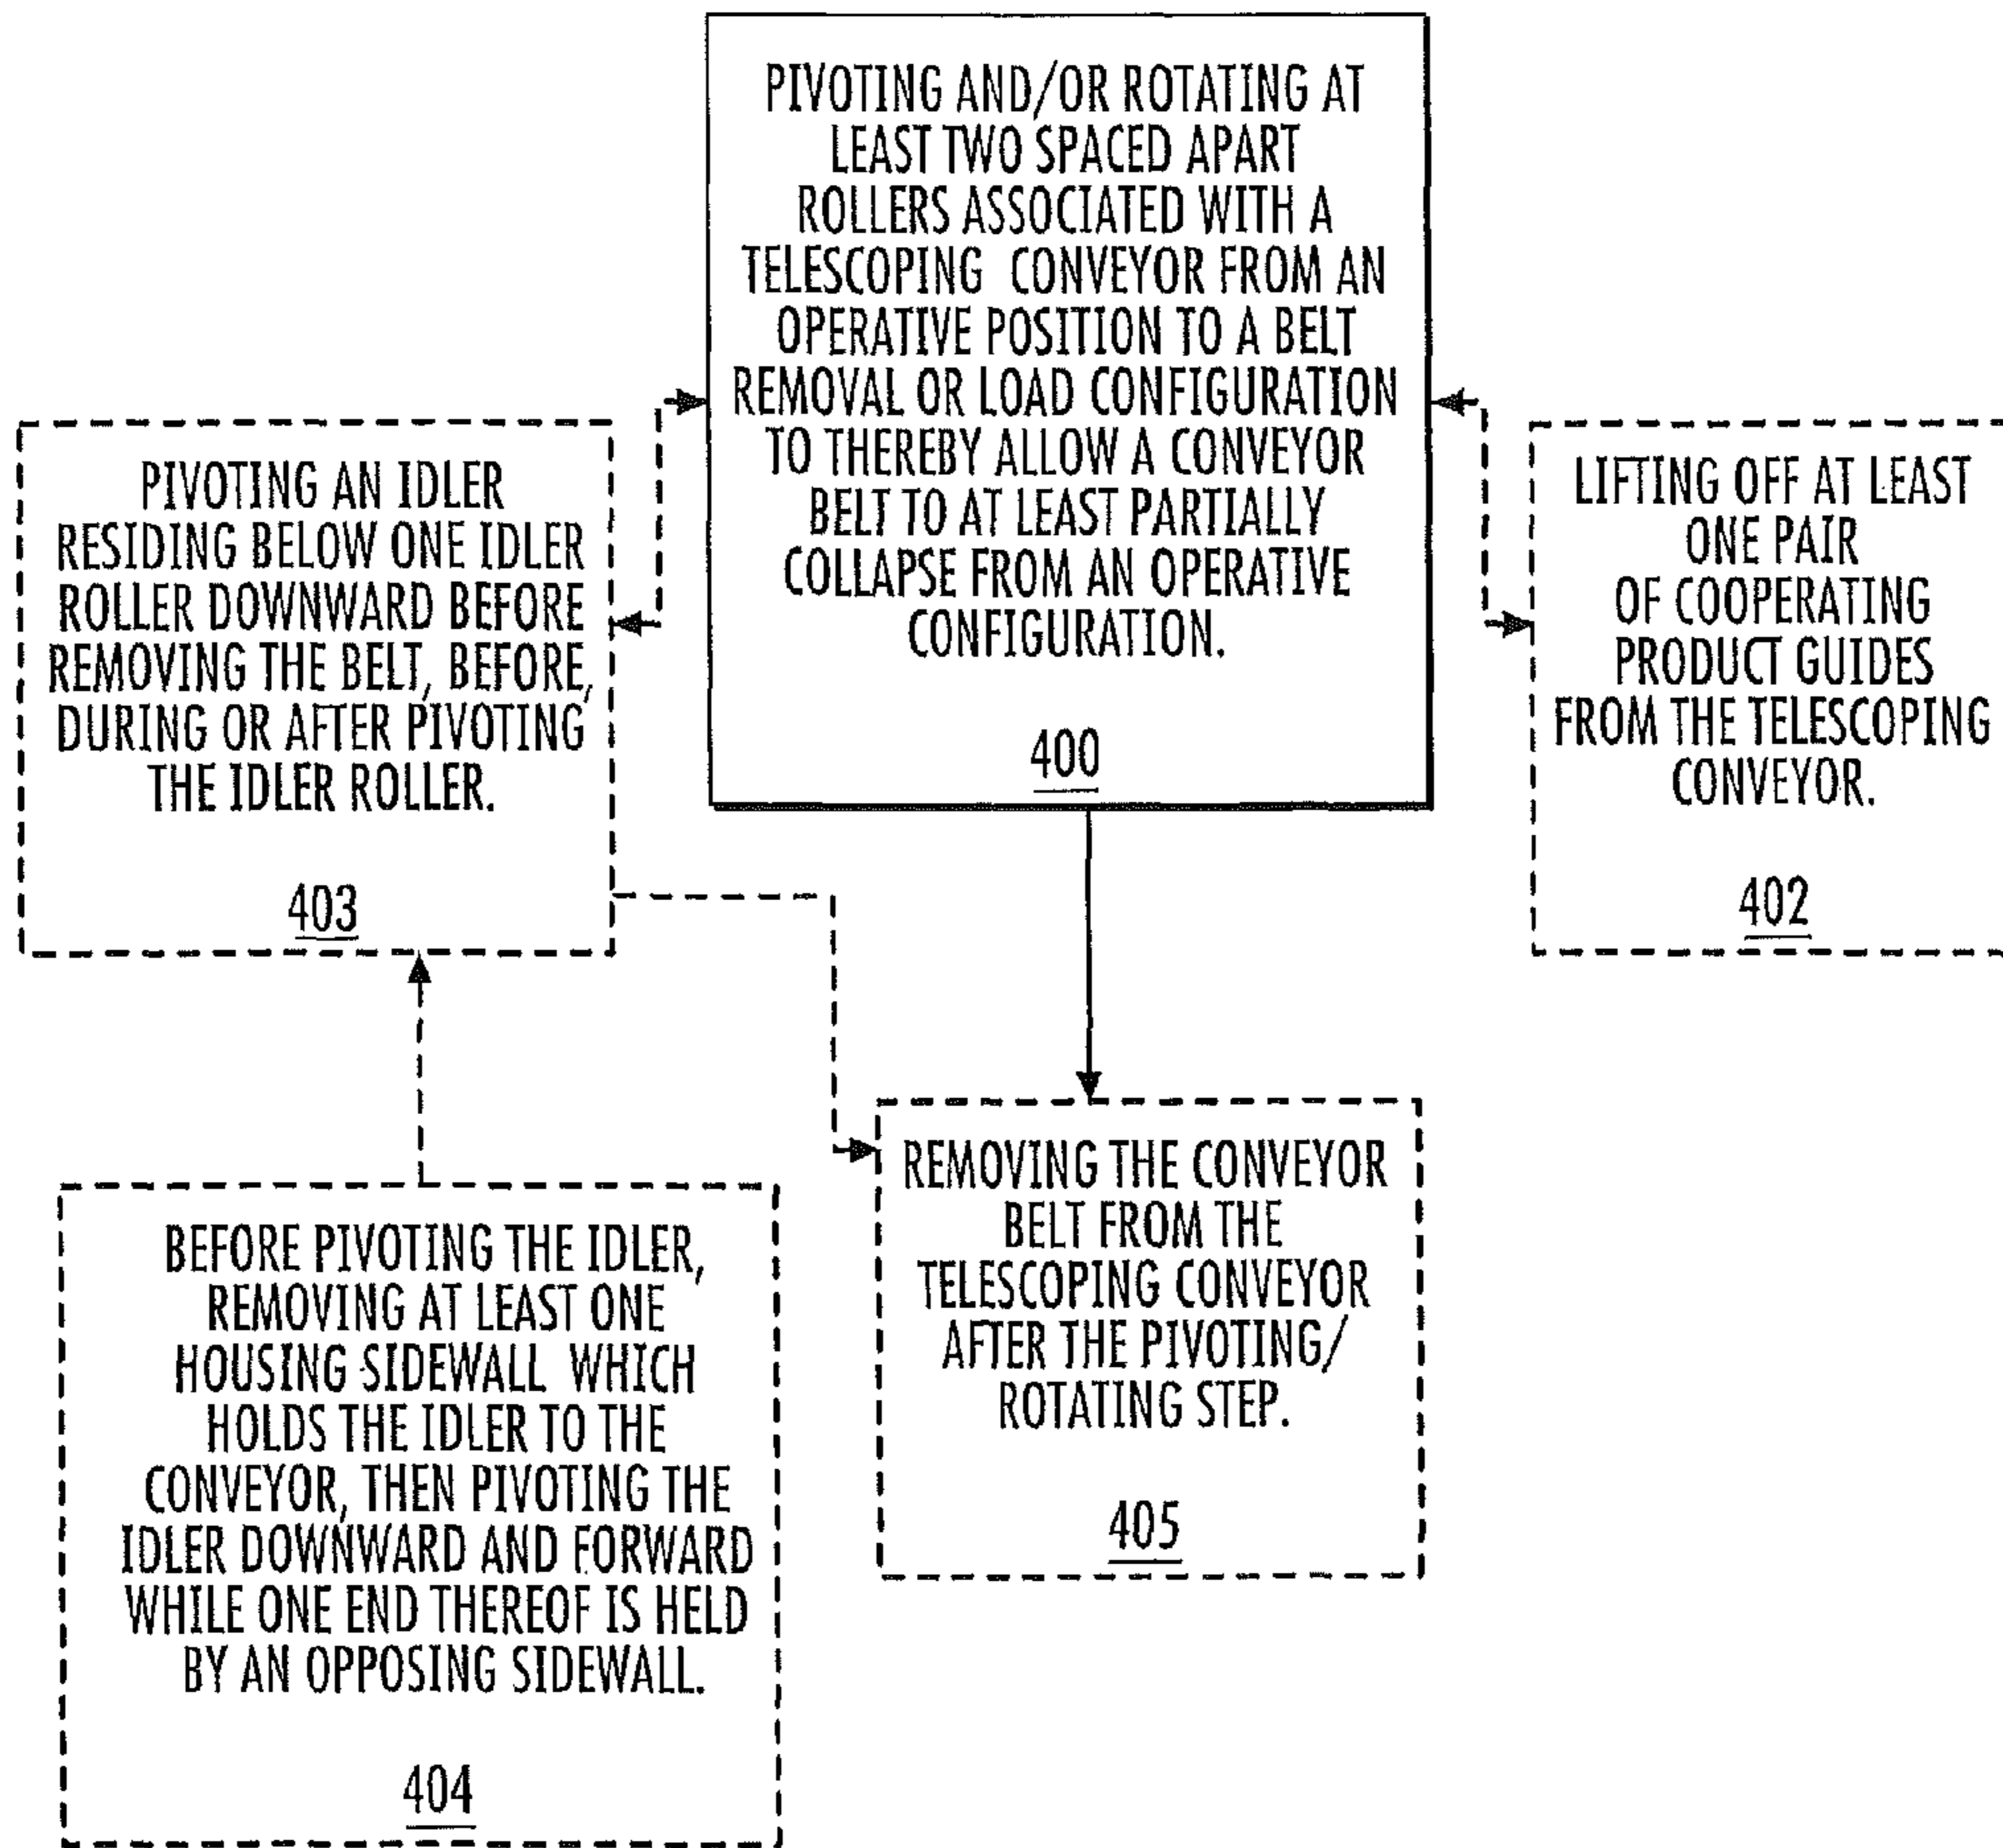 PIVOTING AND/OR ROTATING AT
LEAST TWO SPACED APART
ROLLERS ASSOCIATED WITH A
TELESCOPING CONVEYOR FROM AN
OPERATIVE POSITION TO A BELT
REMOVAL OR LOAD CONFIGURATION
TO THEREBY ALLOW A CONVEYOR
BELT TO AT LEAST PARTIALLY
COLLAPSE FROM AN OPERATIVE
CONFIGURATION.
400
PIVOTING AN IDLER
RESIDING BELOW ONE IDLER
ROLLER DOWNWARD BEFORE
REMOVING THE BELT, BEFORE,
DURING OR AFTER PIVOTING
THE IDLER ROLLER.
403
LIFTING OFF AT LEAST
ONE PAIR
OF COOPERATING
PRODUCT GUIDES
FROM THE TELESCOPING
CONVEYOR.
402
BEFORE PIVOTING THE IDLER,
REMOVING AT LEAST ONE
HOUSING SIDEWALL WHICH
HOLDS THE IDLER TO THE
CONVEYOR, THEN PIVOTING THE
IDLER DOWNWARD AND FORWARD
WHILE ONE END THEREOF IS HELD
BY AN OPPOSING SIDEWALL.
404
REMOVING THE CONVEYOR
BELT FROM THE
TELESCOPING CONVEYOR
AFTER THE PIVOTING/
ROTATING STEP.
405